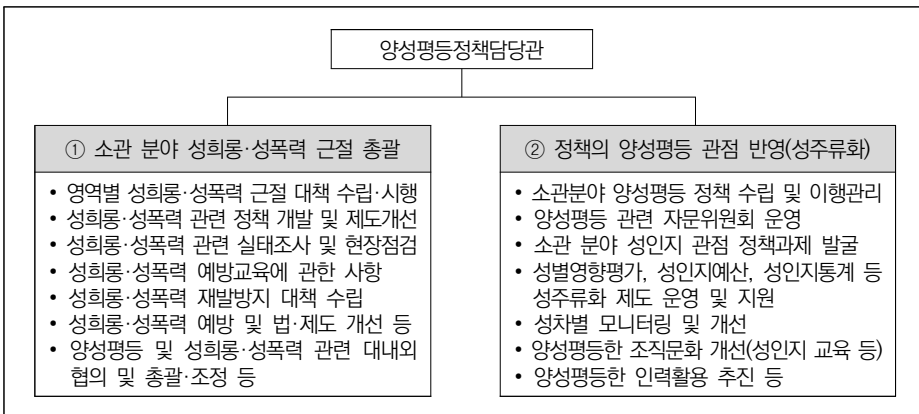 양성평등정책담당관
① 소관 분야 성희롱·성폭력 근절 총괄
• 영역별 성희롱·성폭력 근절 대책 수립·시행
• 성희롱·성폭력 관련 정책 개발 및 제도개선
• 성희롱·성폭력 관련 실태조사 및 현장점검
• 성희롱·성폭력 예방교육에 관한 사항
• 성희롱·성폭력 재발방지 대책 수립
• 성희롱·성폭력 예방 및 법·제도 개선 등
• 양성평등 및 성희롱·성폭력 관련 대내외
협의 및 총괄·조정 등
② 정책의 양성평등 관점 반영(성주류화)
• 소관분야 양성평등 정책 수립 및 이행관리
• 양성평등 관련 자문위원회 운영
• 소관 분야 성인지 관점 정책과제 발굴
• 성별영향평가, 성인지예산, 성인지통계 등
성주류화 제도 운영 및 지원
• 성차별 모니터링 및 개선
• 양성평등한 조직문화 개선(성인지 교육 등)
• 양성평등한 인력활용 추진 등